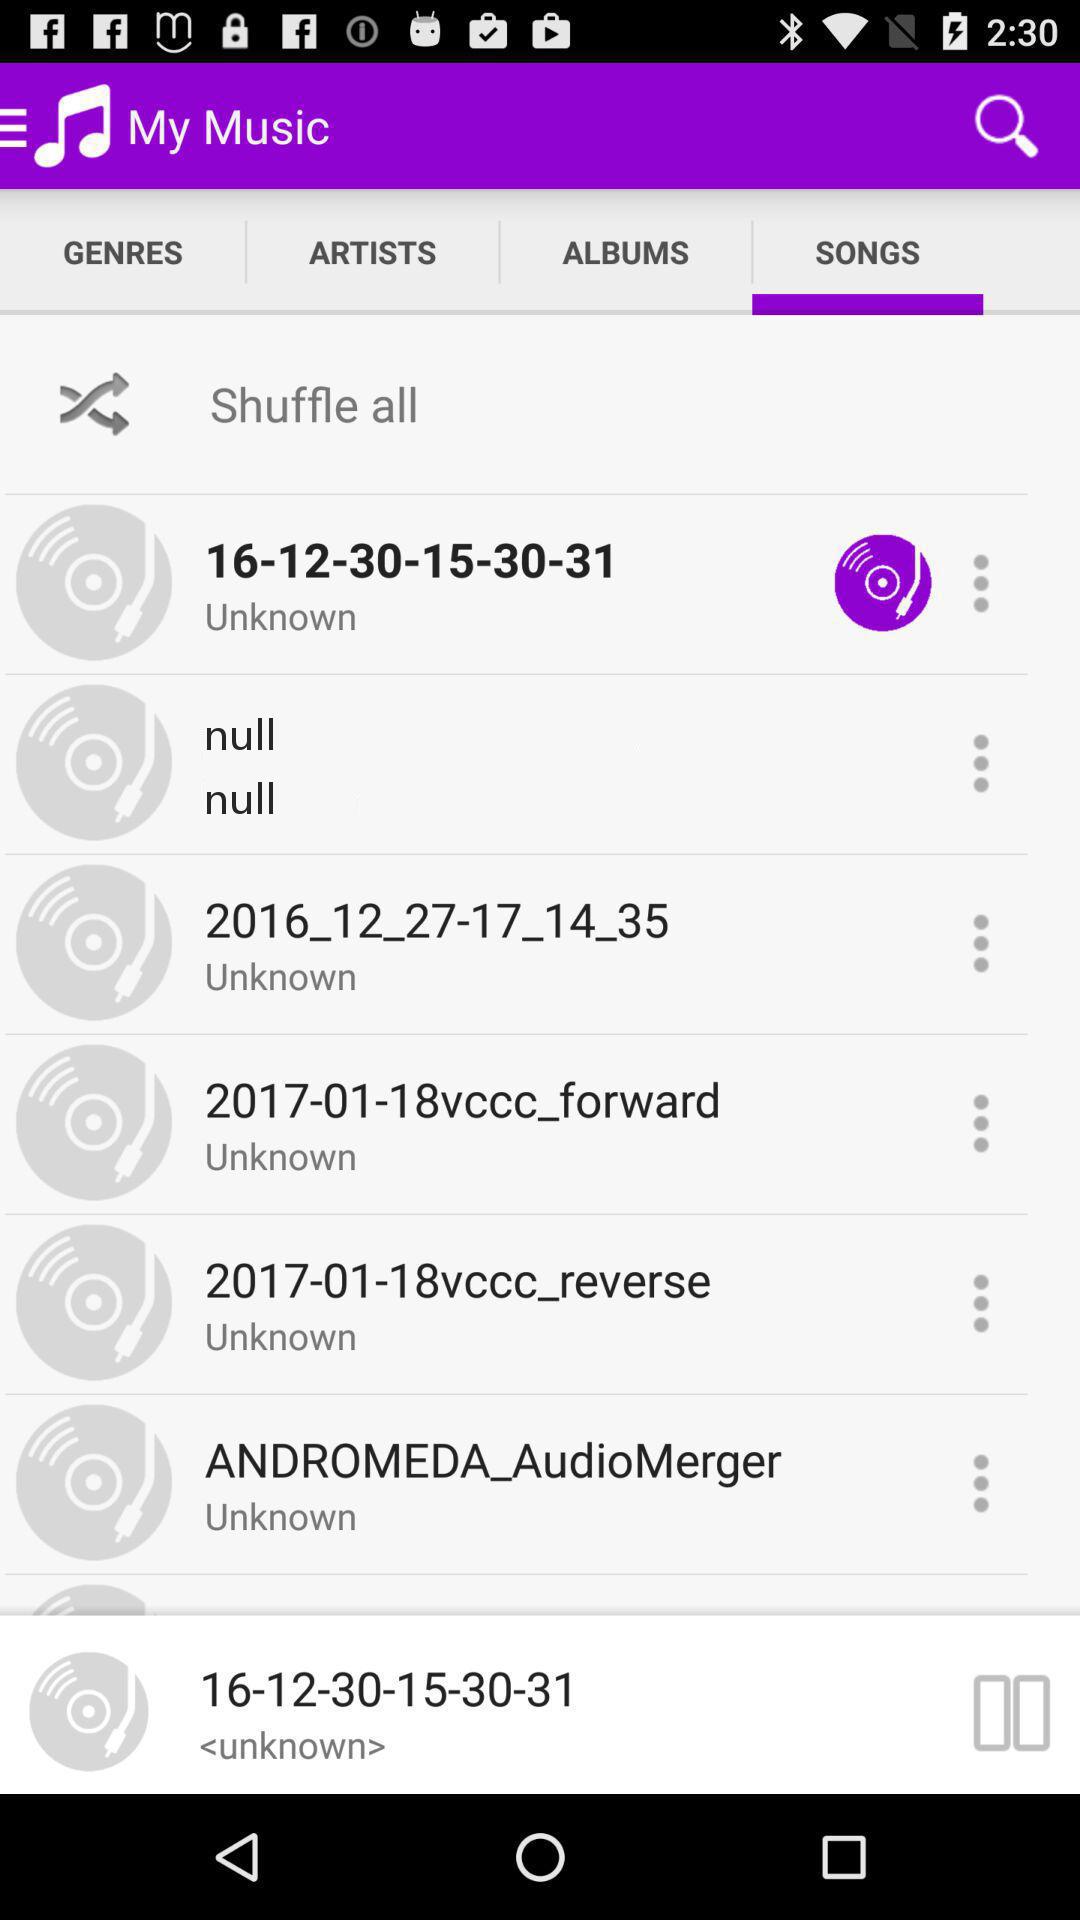 2:30
My Music
GENRES ARTISTS ALBUMS SONGS
Shuffle all
16-12-30-15-30-31
Unknown
null
null
2016_12_27-17_14_35
Unknown
2017-01-18vccc_forward
Unknown
2017-01-18vccc_reverse
Unknown
ANDROMEDA_AudioMerger
Unknown
16-12-30-15-30-31
<unknown>